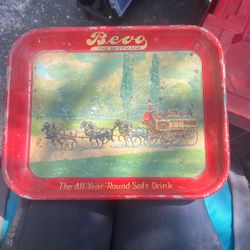 Bevo
THE BEVERAGE
The All-Year-'Round Soft Drink